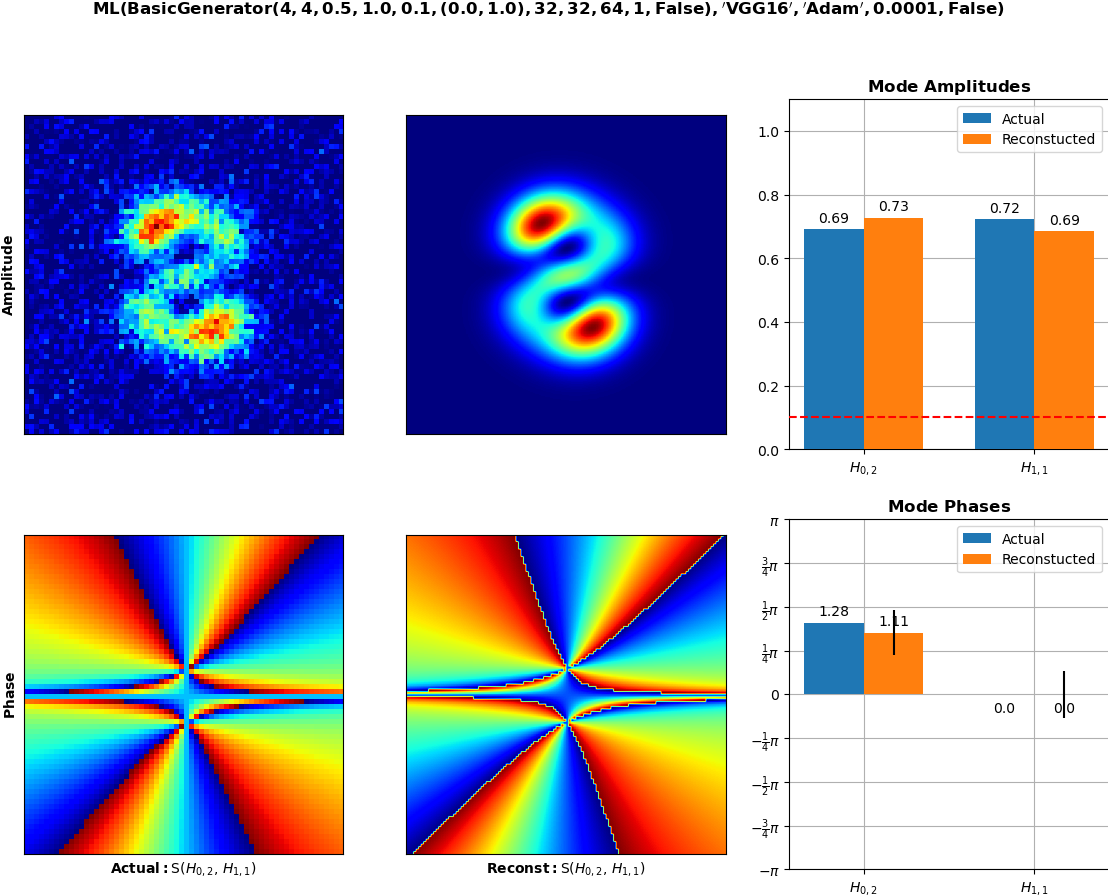 ML(BasicGenerator(4, 4, 0.5, 1.0, 0.1, (0.0, 1.0), 32, 32, 64, 1, False), ′VGG16′, ′Adam′, 0.0001, False)
Amplitude
Mode Amplitudes
Actual
Reconstucted
1.0
0.8
0.6
0.4
0.2
0.0
0.69
0.73
0.72
0.69
H0, 2
H1, 1
Phase
Actual: S(H0, 2, H1, 1)
Reconst: S(H0, 2, H1, 1)
Mode Phases
Actual
Reconstucted
π
3/4π
1/2π
1/4π
0
−1/4π
−1/2π
−3/4π
−π
1.28
1.11
0.0
0.0
H0, 2
H1, 1